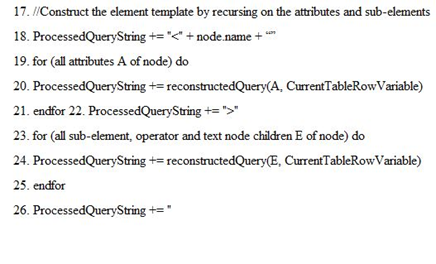 17. //Construct the element template by recursing on the attributes and sub-elements
18. ProcessedQueryString += "<" + node.name + “”
19. for (all attributes A of node) do
20. ProcessedQueryString += reconstructedQuery(A, CurrentTableRowVariable)
21. endfor 22. ProcessedQueryString += ">"
23. for (all sub-element, operator and text node children E of node) do
24. ProcessedQueryString += reconstructedQuery(E, CurrentTableRowVariable)
25. endfor
26. ProcessedQueryString += "